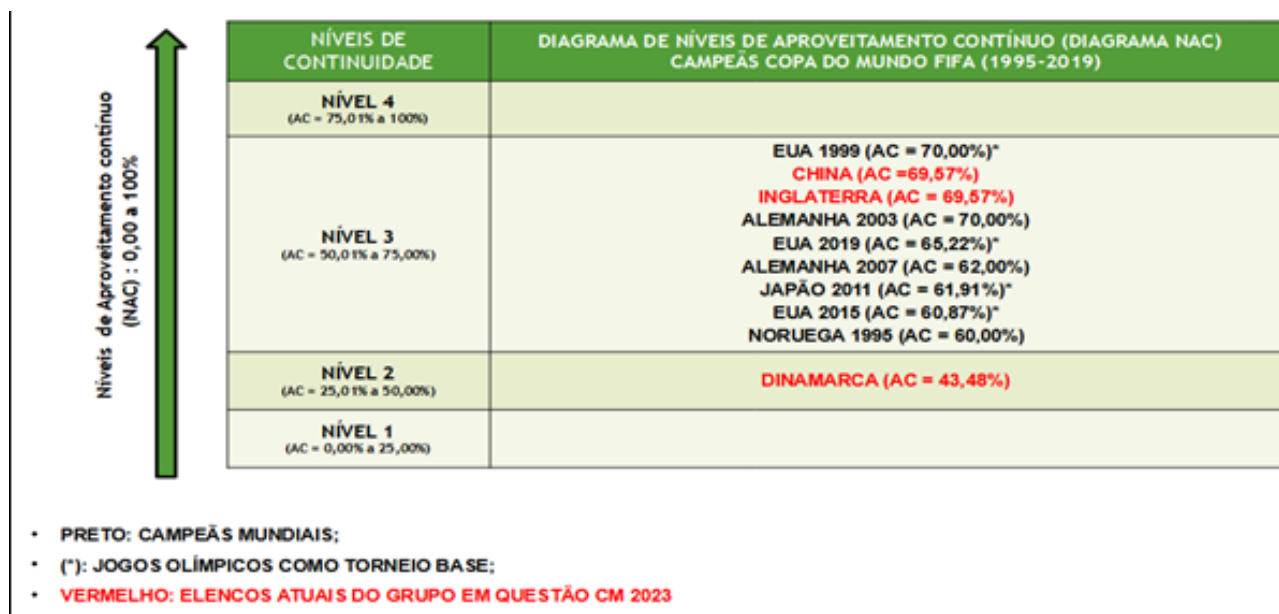 Níveis de Aproveitamento contínuo
(NAC) : 0,00 a 100%
NÍVEIS DE
CONTINUIDADE
DIAGRAMA DE NÍVEIS DE APROVEITAMENTO CONTÍNUO (DIAGRAMA NAC)
CAMPEÃS COPA DO MUNDO FIFA (1995-2019)
NÍVEL 4
(AC = 75,01% a 100%)
NÍVEL 3
(AC = 50,01% a 75,00%)
EUA 1999 (AC = 70,00%)*
CHINA (AC =69,57%)
INGLATERRA (AC = 69,57%)
ALEMANHA 2003 (AC = 70,00%)
EUA 2019 (AC = 65,22%)*
ALEMANHA 2007 (AC = 62,00%)
JAPÃO 2011 (AC = 61,91%)*
EUA 2015 (AC = 60,87%)*
NORUEGA 1995 (AC = 60,00%)
NÍVEL 2
(AC = 25,01% a 50,00%)
DINAMARCA (AC = 43,48%)
NÍVEL 1
(AC = 0,00% a 25,00%)
• PRETO: CAMPEÃS MUNDIAIS;
• (*): JOGOS OLÍMPICOS COMO TORNEIO BASE;
• VERMELHO: ELENCOS ATUAIS DO GRUPO EM QUESTÃO CM 2023